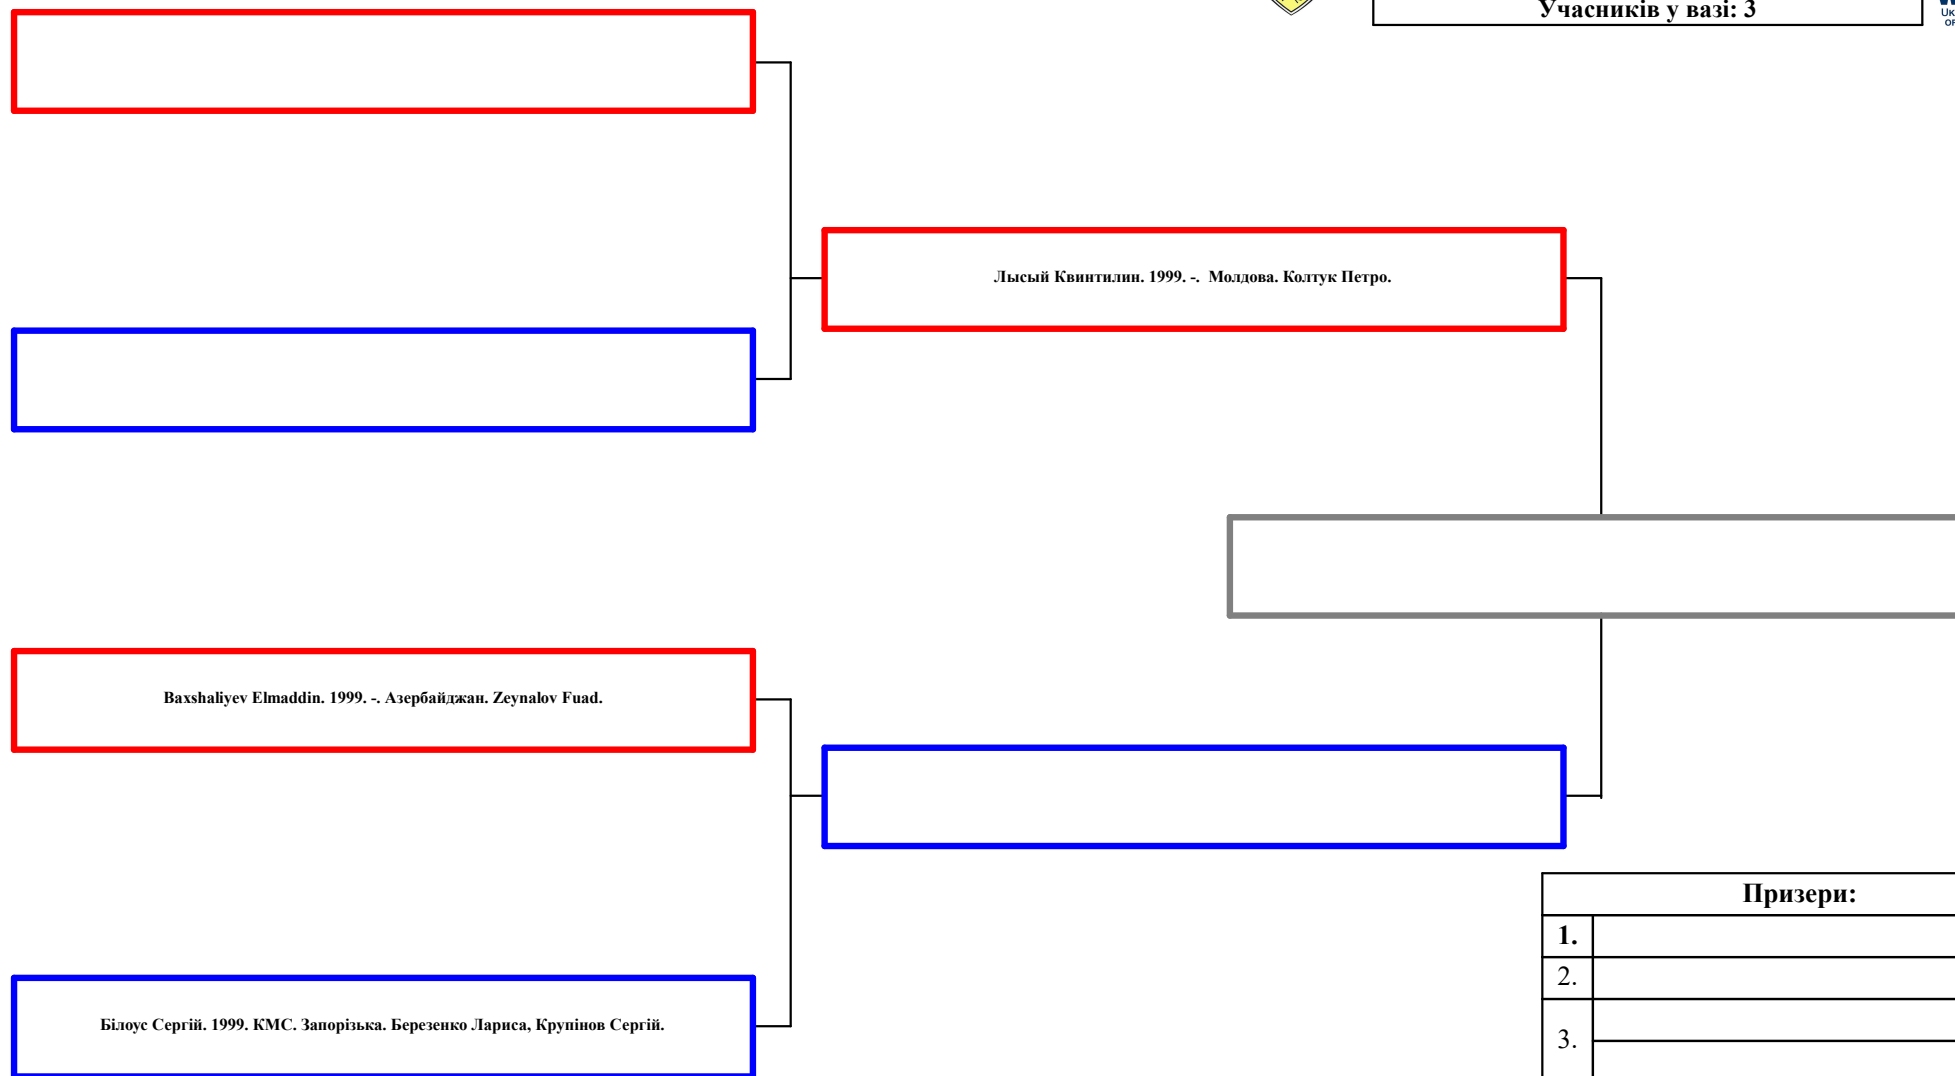 Учасників у вазі: 3
Лысый Квинтилин. 1999. -. Молдова. Колтук Петро.
Baxshaliyev Elmaddin. 1999. -. Азербайджан. Zeynalov Fuad.
Білоус Сергій. 1999. КМС. Запорізька. Березенко Лариса, Крупінов Сергій.
Призери:
1.
2.
3.